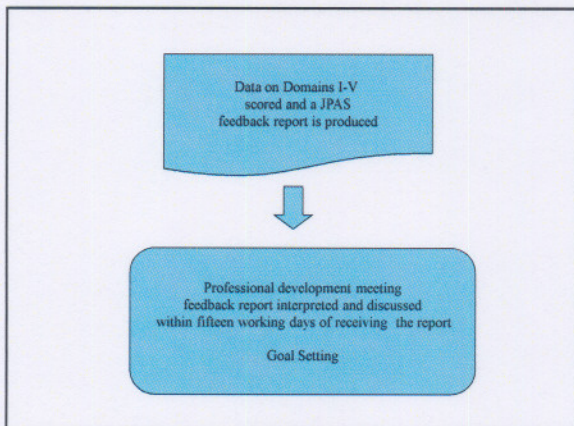 Data on Domains I-V
scored and a JPAS
feedback report is produced
Professional development meeting
feedback report interpreted and discussed
within fifteen working days of receiving the report
Goal Setting